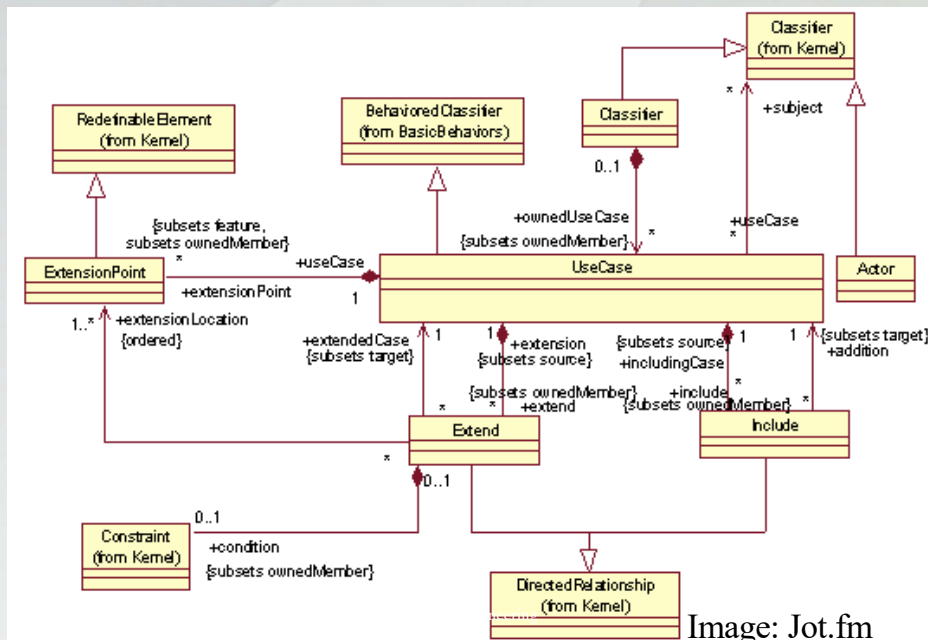 Classifier
(from Kernel)
RedefinableElement
(from Kernel)
BehavioredClassifier
(from BasicBehaviors)
Classifier
*
+subject
0..1
{subsets feature,
subsets ownedMember}
*
+ownedUseCase
{subsets ownedMember}
*
+useCase
*
ExtensionPoint
+useCase
UseCase
Actor
+extensionPoint
1
1..*
+extensionLocation
{ordered}
+extendedCase
{subsets target}
1
1
+extension
{subsets source}
{subsets source}
+includingCase
1
1
{subsets target}
+addition
*
{subsets ownedMember}
*
+extend
*
+include
{subsets ownedMember}
*
Extend
Include
*
0..1
0..1
Constraint
(from Kernel)
+condition
{subsets ownedMember}
DirectedRelationship
(from Kernel)
Image: Jot.fm